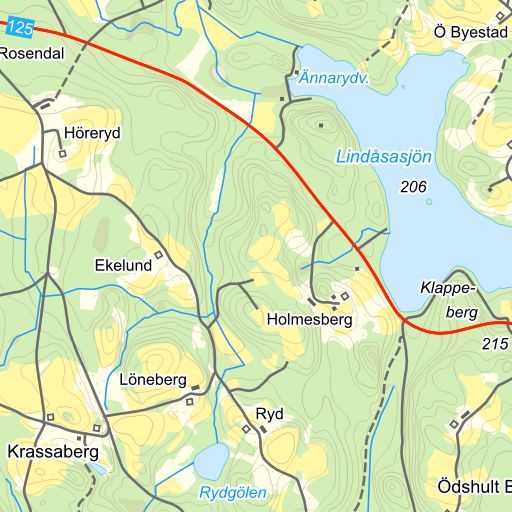 125
Rosendal
Ö Byestad
Ännarydv.
Höreryd
Lindåsasjön
206
Ekelund
Klappe-
berg
Holmesberg
215
Löneberg
Ryd
Krassaberg
Rydgölen
Ödshult B